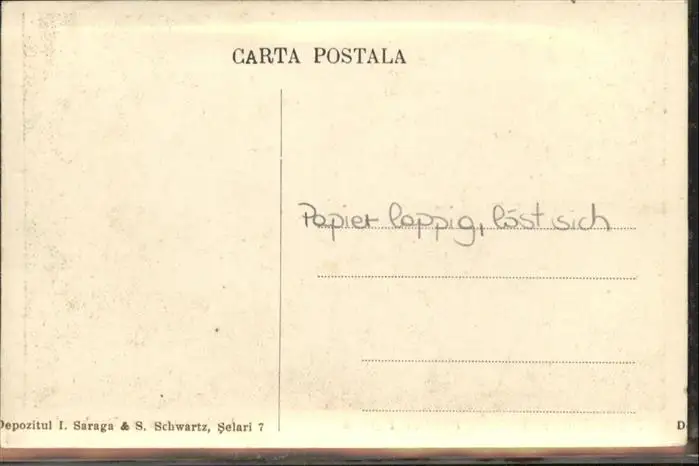 CARTA POSTALA
Papier lappig, löst sich
Depozitul I. Saraga & S. Schwartz, Şelari 7
D.